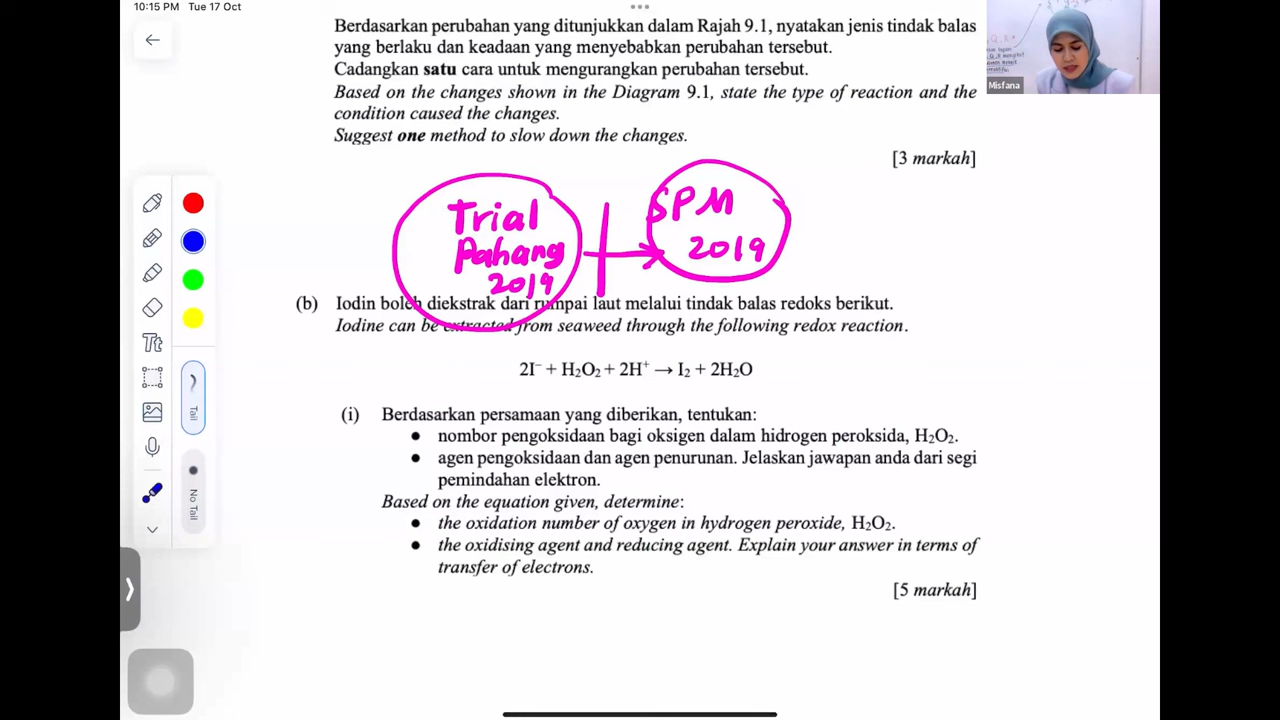 10:15 PM Tue 17 Oct
Berdasarkan perubahan yang ditunjukkan dalam Rajah 9.1, nyatakan jenis tindak balas
yang berlaku dan keadaan yang menyebabkan perubahan tersebut.
Cadangkan satu cara untuk mengurangkan perubahan tersebut.
Based on the changes shown in the Diagram 9.1, state the type of reaction and the
condition caused the changes.
Suggest one method to slow down the changes.
[3 markah]
Misfana
Trial
Pahang
2019
SPM
2019
(b) Iodin boleh diekstrak dari rumpai laut melalui tindak balas redoks berikut.
Iodine can be extracted from seaweed through the following redox reaction.
2I⁻ + H₂O₂ + 2H⁺ → I₂ + 2H₂O
(i) Berdasarkan persamaan yang diberikan, tentukan:
● nombor pengoksidaan bagi oksigen dalam hidrogen peroksida, H₂O₂.
● agen pengoksidaan dan agen penurunan. Jelaskan jawapan anda dari segi
pemindahan elektron.
Based on the equation given, determine:
● the oxidation number of oxygen in hydrogen peroxide, H₂O₂.
● the oxidising agent and reducing agent. Explain your answer in terms of
transfer of electrons.
[5 markah]
Tt
Tail
No Tail